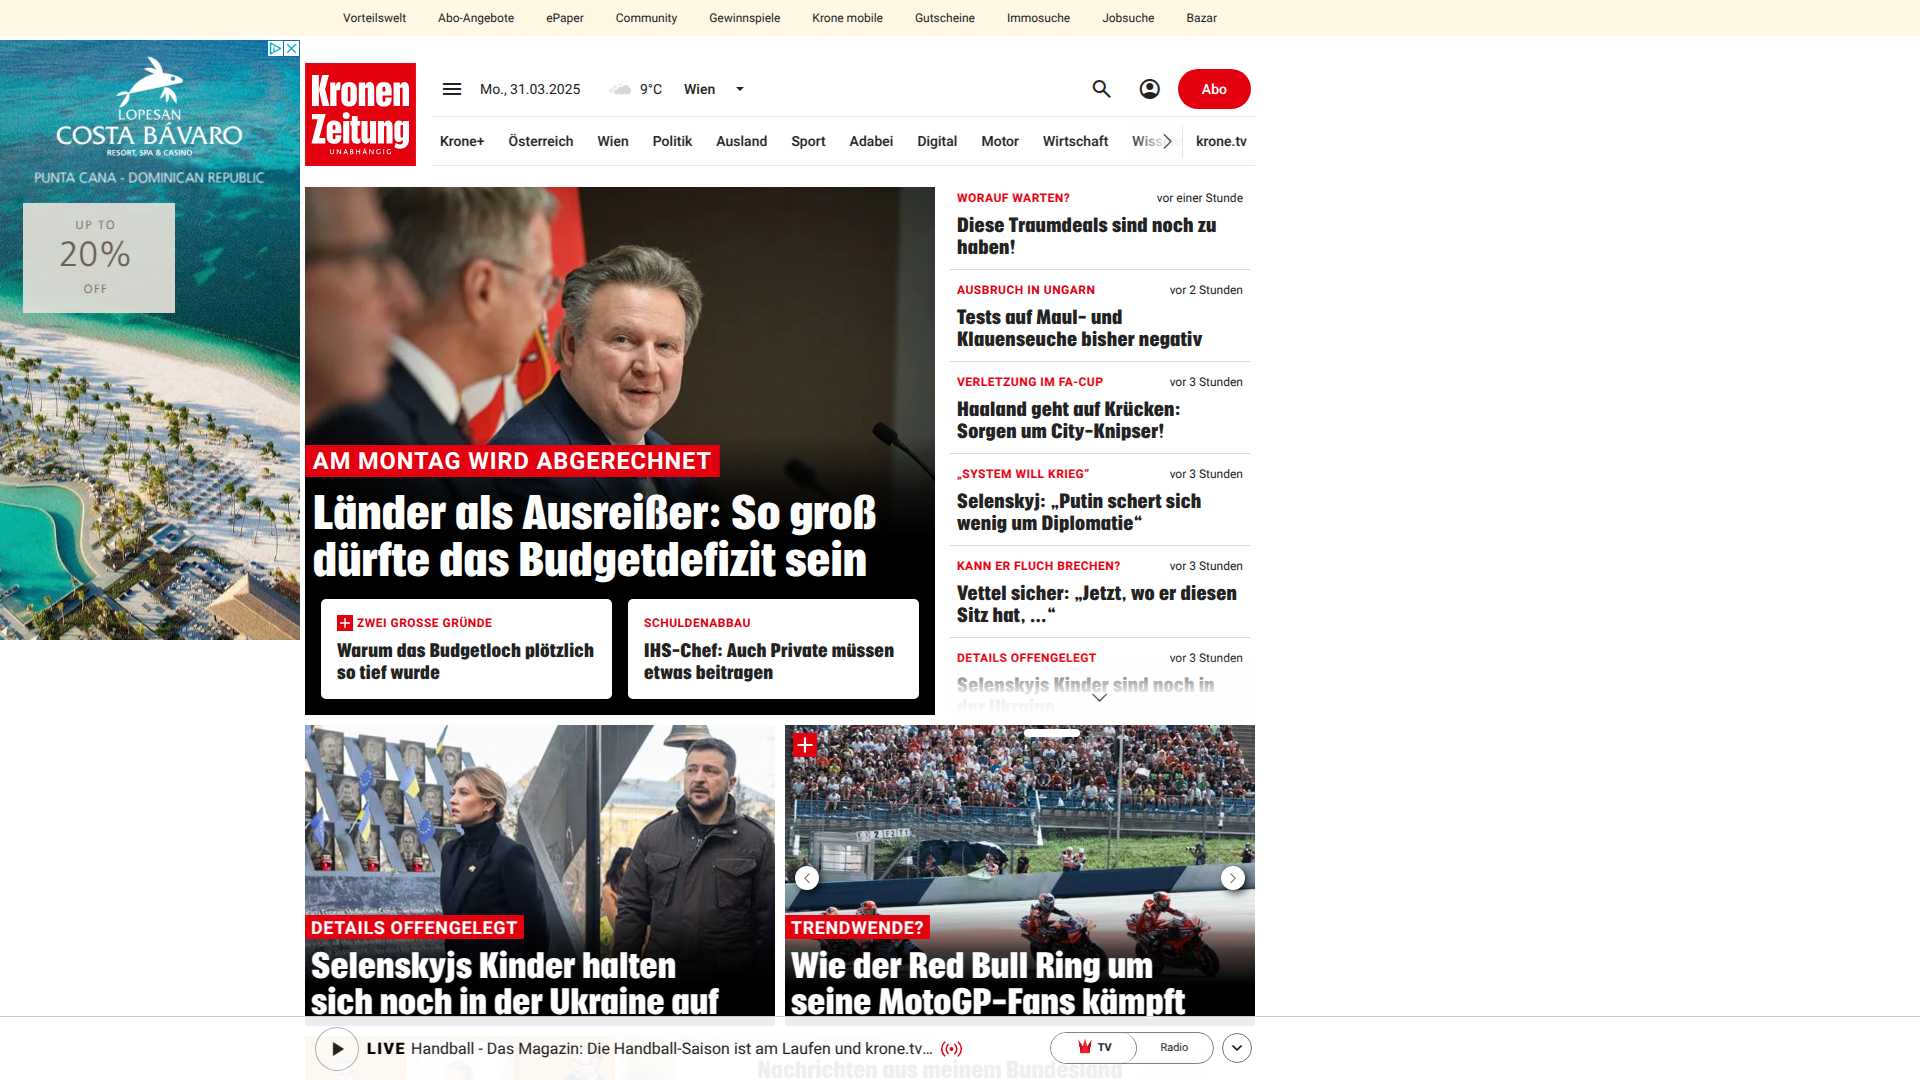 Vorteilswelt Abo-Angebote ePaper Community Gewinnspiele Krone mobile Gutscheine Immosuche Jobsuche Bazar
LOPESAN
COSTA BÁVARO
RESORT, SPA & CASINO
PUNTA CANA - DOMINICAN REPUBLIC
UP TO
20%
OFF
Kronen
Zeitung
UNABHÄNGIG
Mo., 31.03.2025 9°C Wien
Abo
Krone+ Österreich Wien Politik Ausland Sport Adabei Digital Motor Wirtschaft Wiss krone.tv
AM MONTAG WIRD ABGERECHNET
Länder als Ausreißer: So groß
dürfte das Budgetdefizit sein
ZWEI GROSSE GRÜNDE
Warum das Budgetloch plötzlich
so tief wurde
SCHULDENABBAU
IHS-Chef: Auch Private müssen
etwas beitragen
WORAUF WARTEN? vor einer Stunde
Diese Traumdeals sind noch zu
haben!
AUSBRUCH IN UNGARN vor 2 Stunden
Tests auf Maul- und
Klauenseuche bisher negativ
VERLETZUNG IM FA-CUP vor 3 Stunden
Haaland geht auf Krücken:
Sorgen um City-Knipser!
„SYSTEM WILL KRIEG“ vor 3 Stunden
Selenskyj: „Putin schert sich
wenig um Diplomatie“
KANN ER FLUCH BRECHEN? vor 3 Stunden
Vettel sicher: „Jetzt, wo er diesen
Sitz hat, ...“
DETAILS OFFENGELEGT vor 3 Stunden
Selenskyjs Kinder sind noch in
der Ukraine
DETAILS OFFENGELEGT
Selenskyjs Kinder halten
sich noch in der Ukraine auf
TRENDWENDE?
Wie der Red Bull Ring um
seine MotoGP-Fans kämpft
LIVE Handball - Das Magazin: Die Handball-Saison ist am Laufen und krone.tv...
TV Radio
Nachrichten aus meinem Bundesland